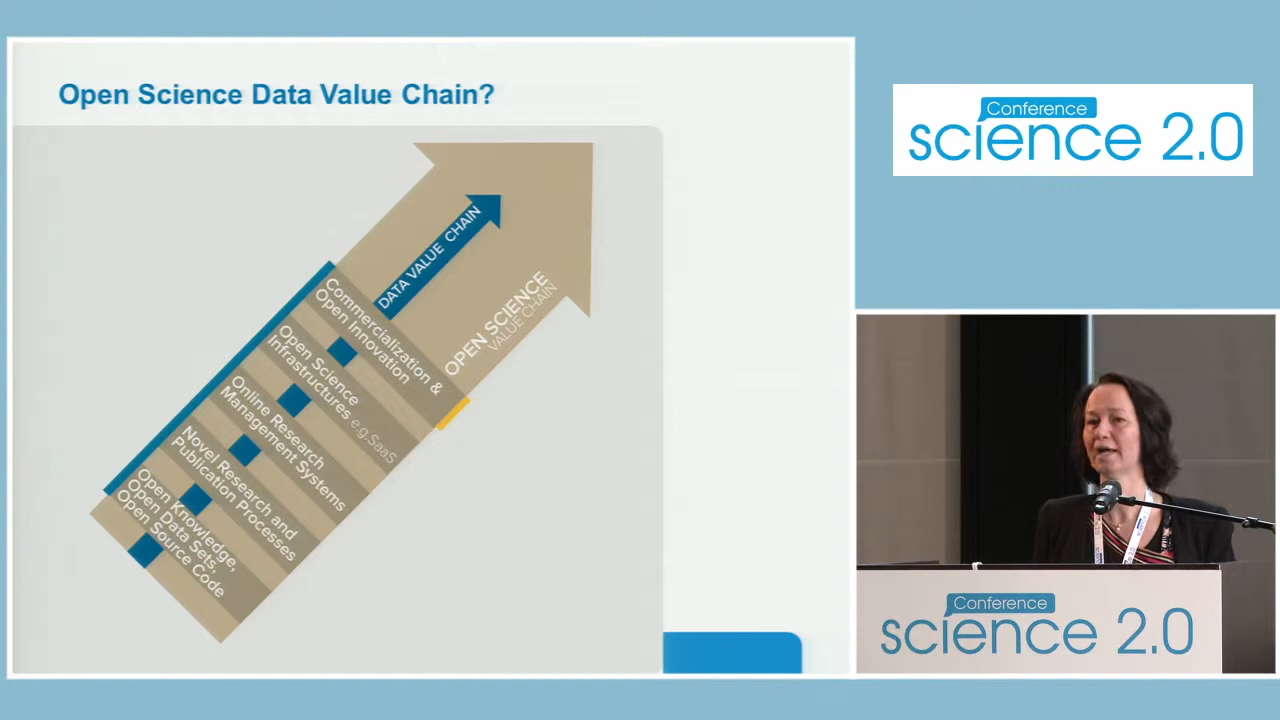 Open Science Data Value Chain?
DATA VALUE CHAIN
OPEN SCIENCE
VALUE CHAIN
Commercialization &
Open Innovation
Open Science
Infrastructures e.g.SaaS
Online Research
Management Systems
Novel Research and
Publication Processes
Open Knowledge,
Open Data Sets,
Open Source Code
Conference
science 2.0
Conference
science 2.0